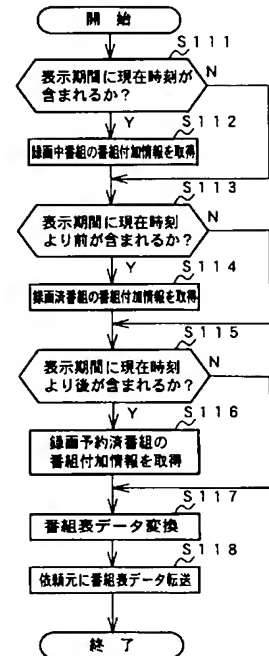 開始
S111
表示期間に現在時刻が
含まれるか？
N
Y
S112
録画中番組の番組付加情報を取得
S113
表示期間に現在時刻
より前が含まれるか？
N
Y
S114
録画済番組の番組付加情報を取得
S115
表示期間に現在時刻
より後が含まれるか？
N
Y
S116
録画予約済番組の
番組付加情報を取得
S117
番組表データ変換
S118
依頼元に番組表データ転送
終了